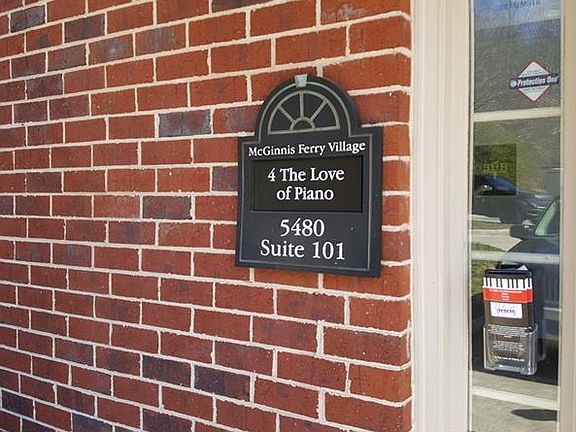 McGinnis Ferry Village
4 The Love
of Piano
5480
Suite 101
Protection One